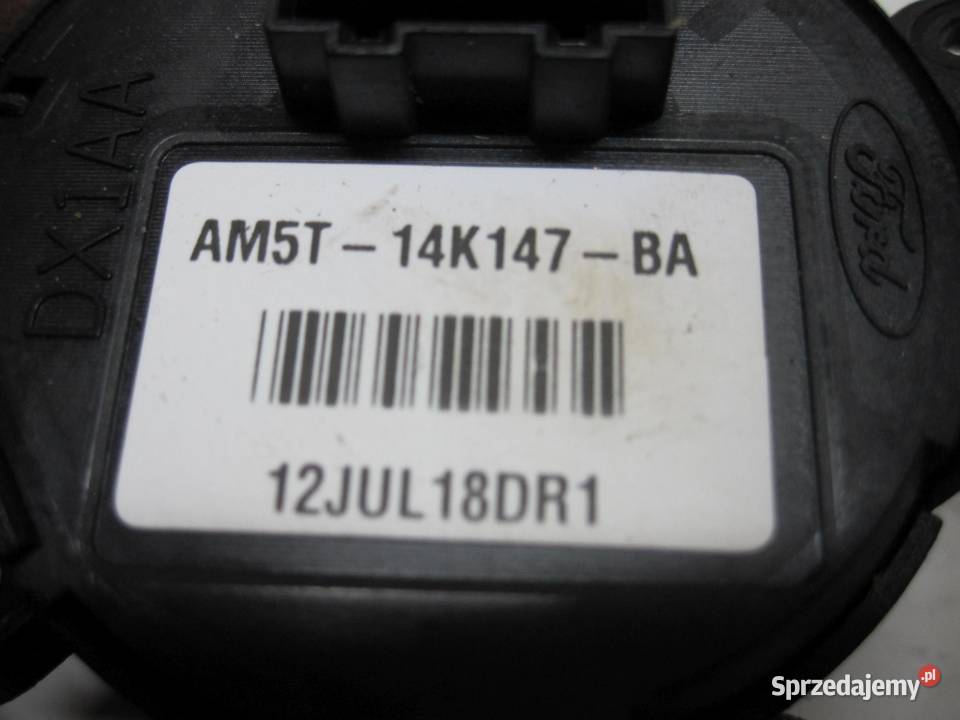 DX1AA
Ford
AM5T-14K147-BA
12JUL18DR1
Sprzedajemy.pl